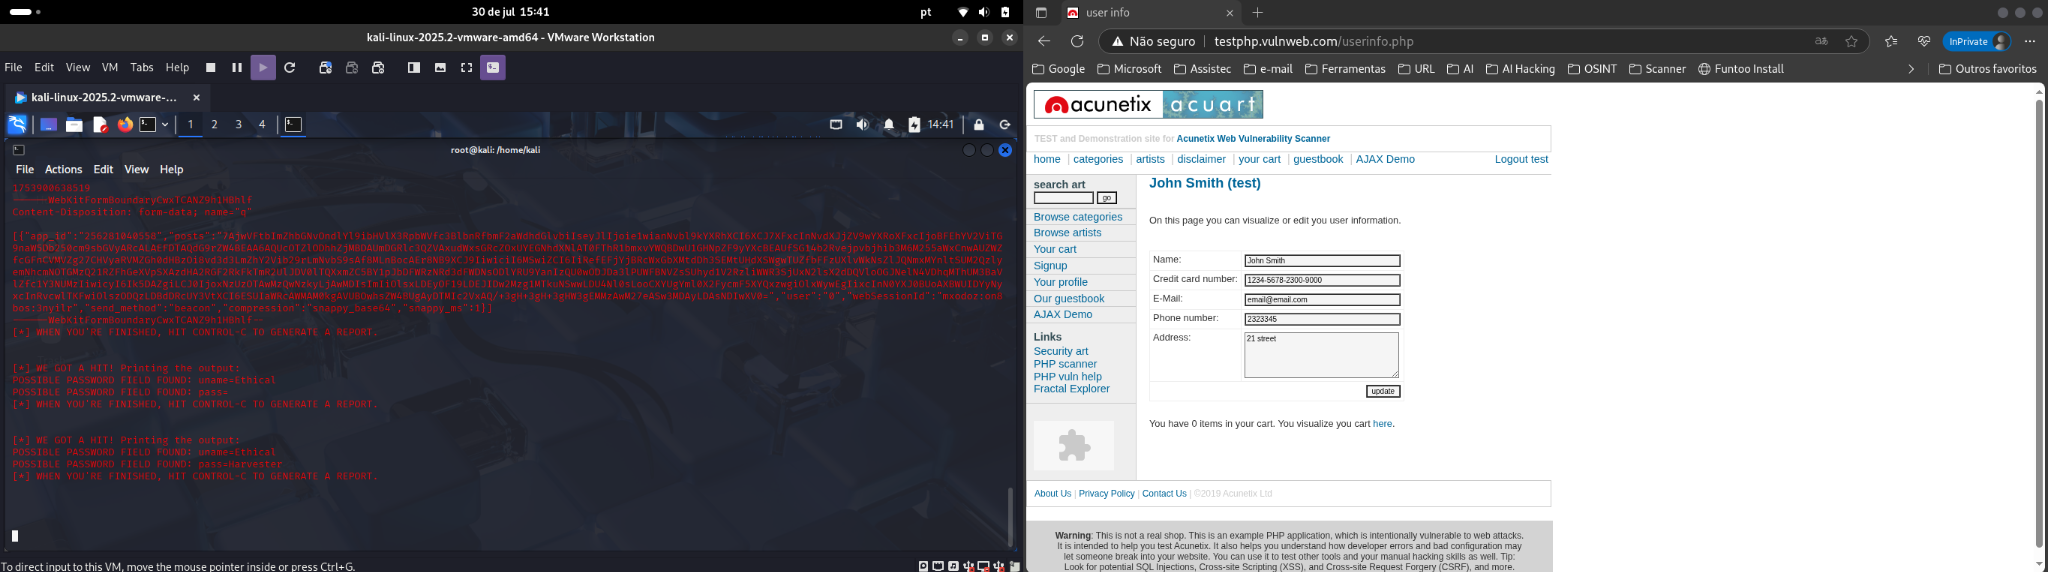 30 de jul 15:41
pt
kali-linux-2025.2-vmware-amd64 - VMware Workstation
File Edit View VM Tabs Help
kali-linux-2025.2-vmware-...
1 2 3 4
14:41
root@kali: /home/kali
File Actions Edit View Help
1753900638519
Content-Disposition: form-data; name="q"
[*] WHEN YOU'RE FINISHED, HIT CONTROL-C TO GENERATE A REPORT.
[*] WE GOT A HIT! Printing the output:
POSSIBLE PASSWORD FIELD FOUND: uname=Ethical
POSSIBLE PASSWORD FIELD FOUND: pass=
[*] WHEN YOU'RE FINISHED, HIT CONTROL-C TO GENERATE A REPORT.
[*] WE GOT A HIT! Printing the output:
POSSIBLE PASSWORD FIELD FOUND: uname=Ethical
POSSIBLE PASSWORD FIELD FOUND: pass=Harvester
[*] WHEN YOU'RE FINISHED, HIT CONTROL-C TO GENERATE A REPORT.
To direct input to this VM, move the mouse pointer inside or press Ctrl+G.
user info
Não seguro testphp.vulnweb.com/userinfo.php
InPrivate
Google Microsoft Assistec e-mail Ferramentas URL AI AI Hacking OSINT Scanner Funtoo Install Outros favoritos
acunetix acuart
TEST and Demonstration site for Acunetix Web Vulnerability Scanner
home | categories | artists | disclaimer | your cart | guestbook | AJAX Demo Logout test
search art
go
Browse categories
Browse artists
Your cart
Signup
Your profile
Our guestbook
AJAX Demo
Links
Security art
PHP scanner
PHP vuln help
Fractal Explorer
John Smith (test)
On this page you can visualize or edit you user information.
Name: John Smith
Credit card number: 1234-5678-2300-9000
E-Mail: email@email.com
Phone number: 2323345
Address: 21 street
update
You have 0 items in your cart. You visualize you cart here.
About Us | Privacy Policy | Contact Us | ©2019 Acunetix Ltd
Warning: This is not a real shop. This is an example PHP application, which is intentionally vulnerable to web attacks.
It is intended to help you test Acunetix. It also helps you understand how developer errors and bad configuration may
let someone break into your website. You can use it to test other tools and your manual hacking skills as well. Tip:
Look for potential SQL Injections, Cross-site Scripting (XSS), and Cross-site Request Forgery (CSRF), and more.